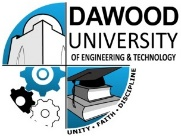 DAWOOD
UNIVERSITY
OF ENGINEERING & TECHNOLOGY
UNITY • FAITH • DISCIPLINE